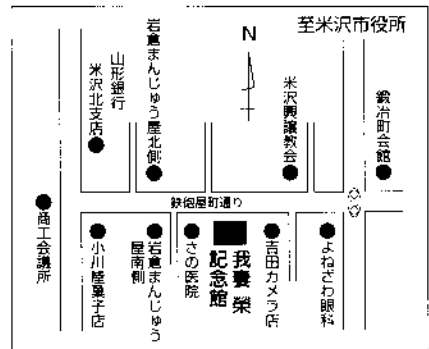 至米沢市役所
N
山形銀行
米沢北支店
岩倉まんじゅう屋北側
米沢興譲教会
鍛冶町会館
鉄砲屋町通り
商工会議所
小川屋菓子店
岩倉まんじゅう
屋南側
さの医院
我妻 榮
記念館
吉田カメラ店
よねざわ眼科